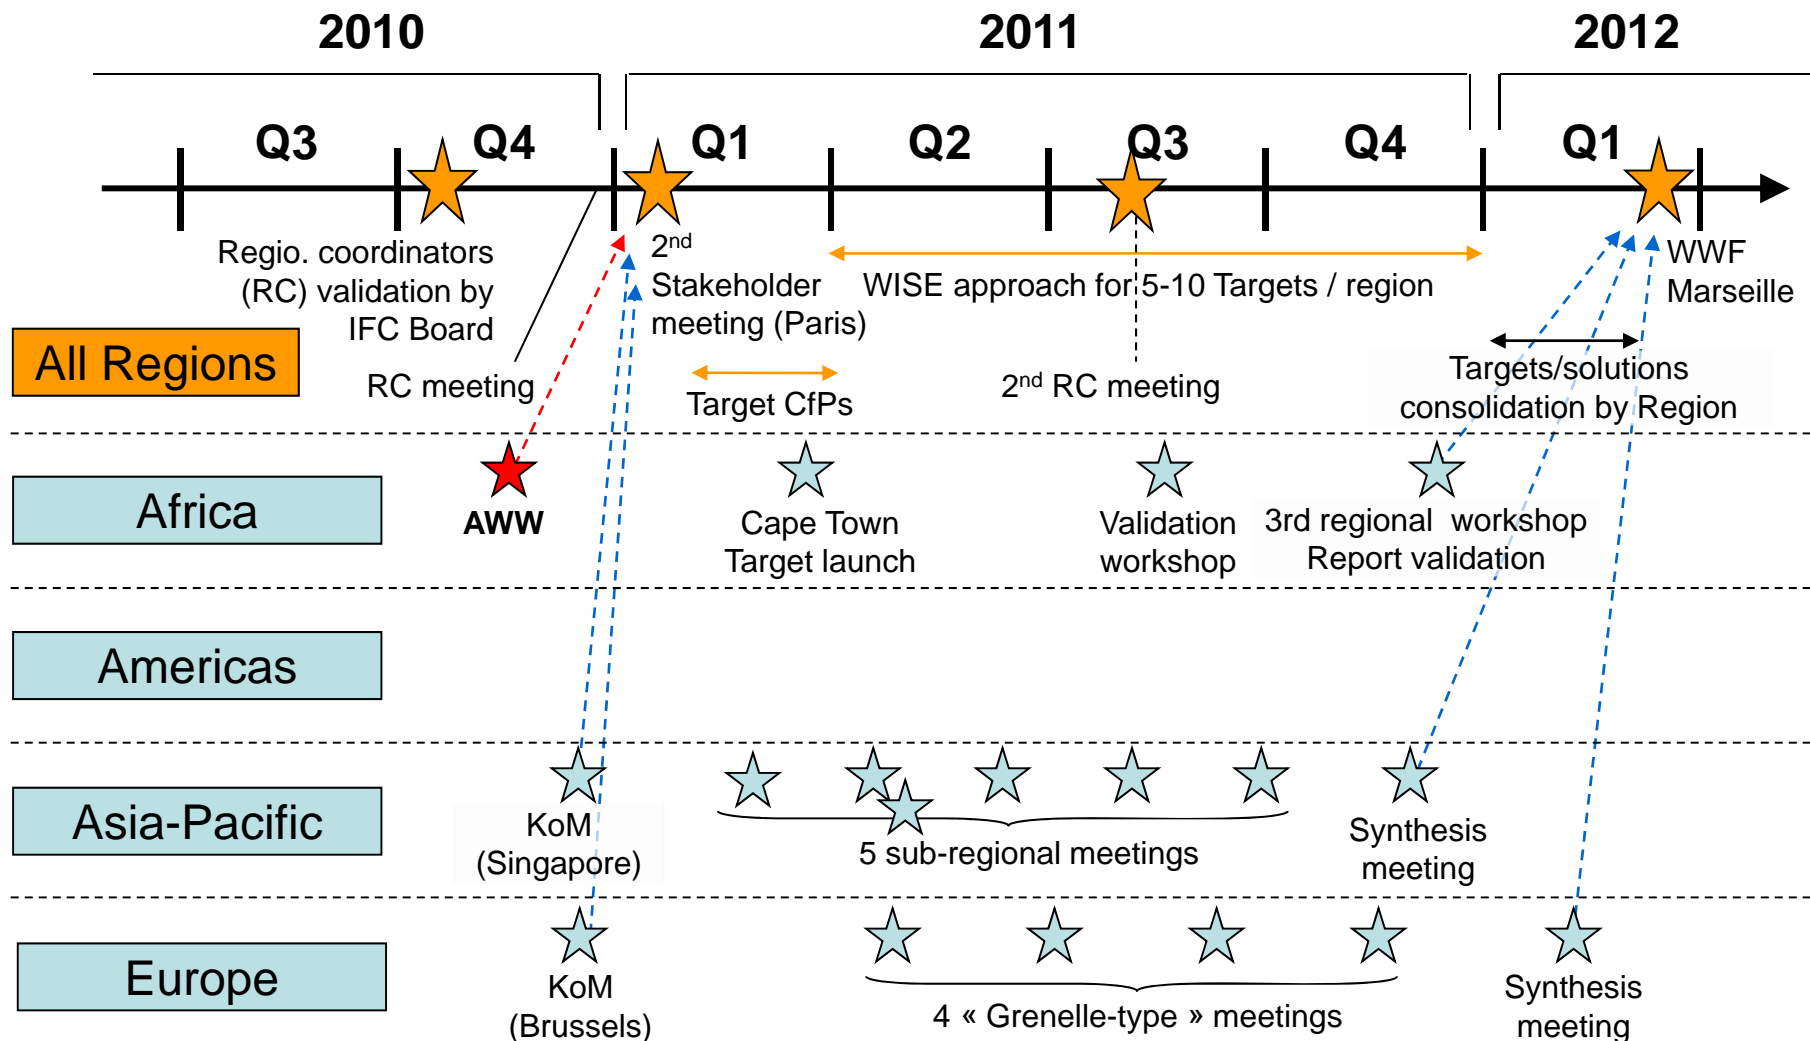 2010
2011
2012
Q3
Q4
Q1
Q2
Q3
Q4
Q1
Regio. coordinators
(RC) validation by
IFC Board
RC meeting
2nd
Stakeholder
meeting (Paris)
Target CfPs
WISE approach for 5-10 Targets / region
2nd RC meeting
WWF
Marseille
Targets/solutions
consolidation by Region
All Regions
Africa
AWW
Cape Town
Target launch
Validation
workshop
3rd regional workshop
Report validation
Americas
Asia-Pacific
KoM
(Singapore)
5 sub-regional meetings
Synthesis
meeting
Europe
KoM
(Brussels)
4 « Grenelle-type » meetings
Synthesis
meeting